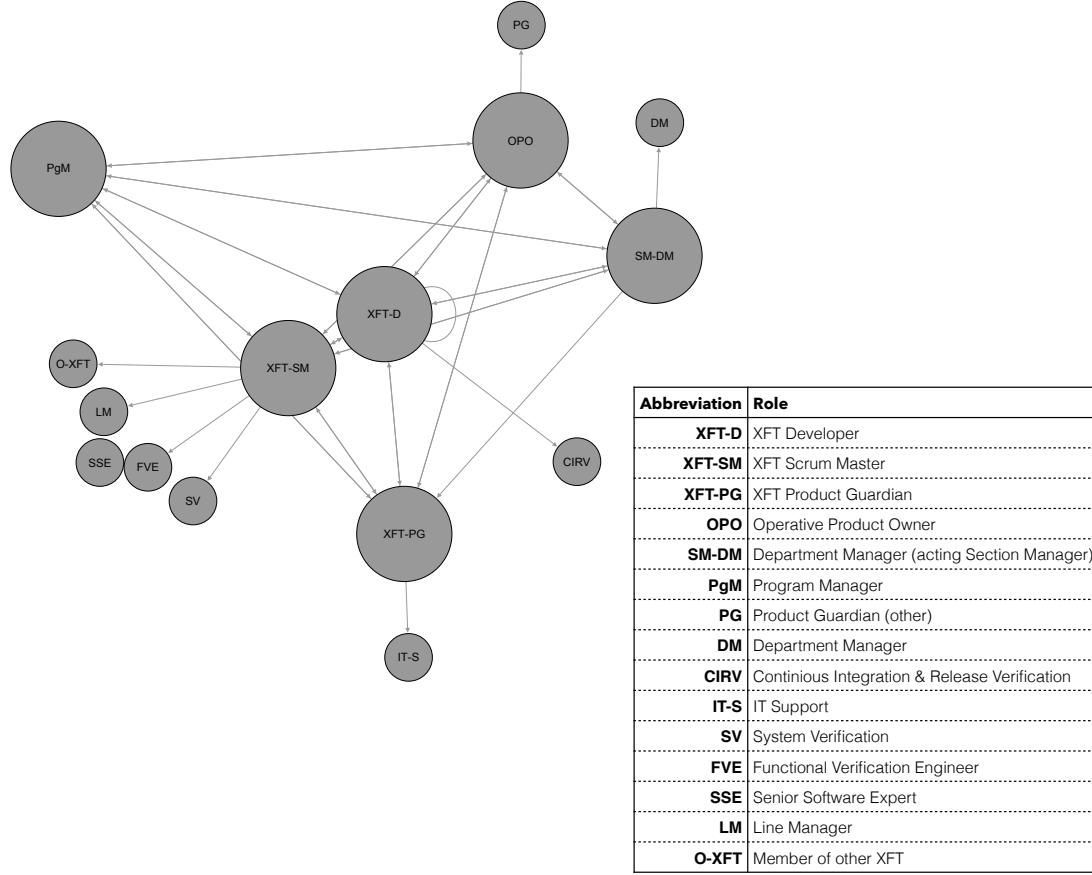 PG
OPO
DM
PgM
SM-DM
XFT-D
XFT-SM
O-XFT
LM
SSE
FVE
CIRV
SV
XFT-PG
IT-S
Abbreviation Role
XFT-D XFT Developer
XFT-SM XFT Scrum Master
XFT-PG XFT Product Guardian
OPO Operative Product Owner
SM-DM Department Manager (acting Section Manager)
PgM Program Manager
PG Product Guardian (other)
DM Department Manager
CIRV Continious Integration & Release Verification
IT-S IT Support
SV System Verification
FVE Functional Verification Engineer
SSE Senior Software Expert
LM Line Manager
O-XFT Member of other XFT